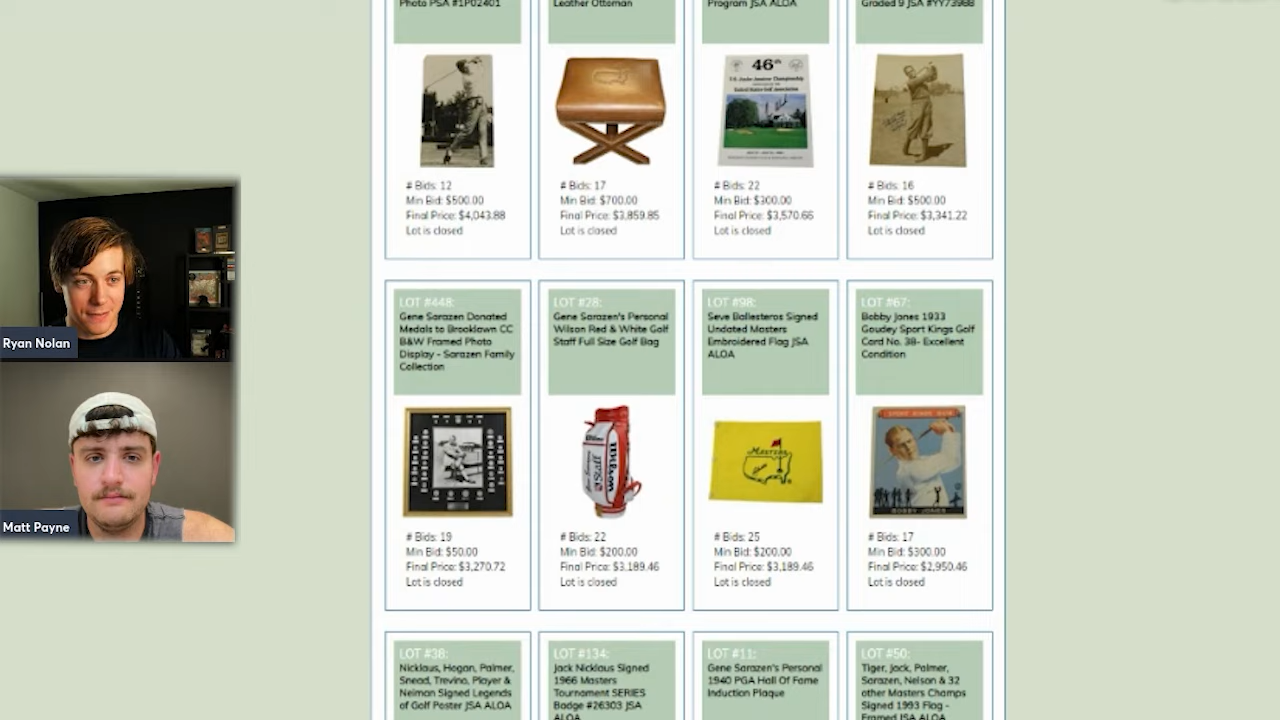 Photo PSA #1P02401
Leather Ottoman
Program JSA ALOA
Graded 9 JSA #YY73988
46th
# Bids: 12
Min Bid: $500.00
Final Price: $4,043.88
Lot is closed
# Bids: 17
Min Bid: $700.00
Final Price: $3,859.85
Lot is closed
# Bids: 22
Min Bid: $300.00
Final Price: $3,570.66
Lot is closed
# Bids: 16
Min Bid: $500.00
Final Price: $3,341.22
Lot is closed
Ryan Nolan
Matt Payne
LOT #448:
Gene Sarazen Donated
Medals to Brooklawn CC
B&W Framed Photo
Display - Sarazen Family
Collection
LOT #28:
Gene Sarazen's Personal
Wilson Red & White Golf
Staff Full Size Golf Bag
LOT #98:
Seve Ballesteros Signed
Undated Masters
Embroidered Flag JSA
ALOA
LOT #67:
Bobby Jones 1933
Goudey Sport Kings Golf
Card No. 38- Excellent
Condition
Wilson
Staff
Masters
SPORT KINGS GUM
BOBBY JONES
# Bids: 19
Min Bid: $50.00
Final Price: $3,270.72
Lot is closed
# Bids: 22
Min Bid: $200.00
Final Price: $3,189.46
Lot is closed
# Bids: 25
Min Bid: $200.00
Final Price: $3,189.46
Lot is closed
# Bids: 17
Min Bid: $300.00
Final Price: $2,950.46
Lot is closed
LOT #38:
Nicklaus, Hogan, Palmer,
Snead, Trevino, Player &
Neiman Signed Legends
of Golf Poster JSA ALOA
LOT #134:
Jack Nicklaus Signed
1966 Masters
Tournament SERIES
Badge #26303 JSA
ALOA
LOT #11:
Gene Sarazen's Personal
1940 PGA Hall Of Fame
Induction Plaque
LOT #50:
Tiger, Jack, Palmer,
Sarazen, Nelson & 32
other Masters Champs
Signed 1993 Flag -
Framed JSA ALOA